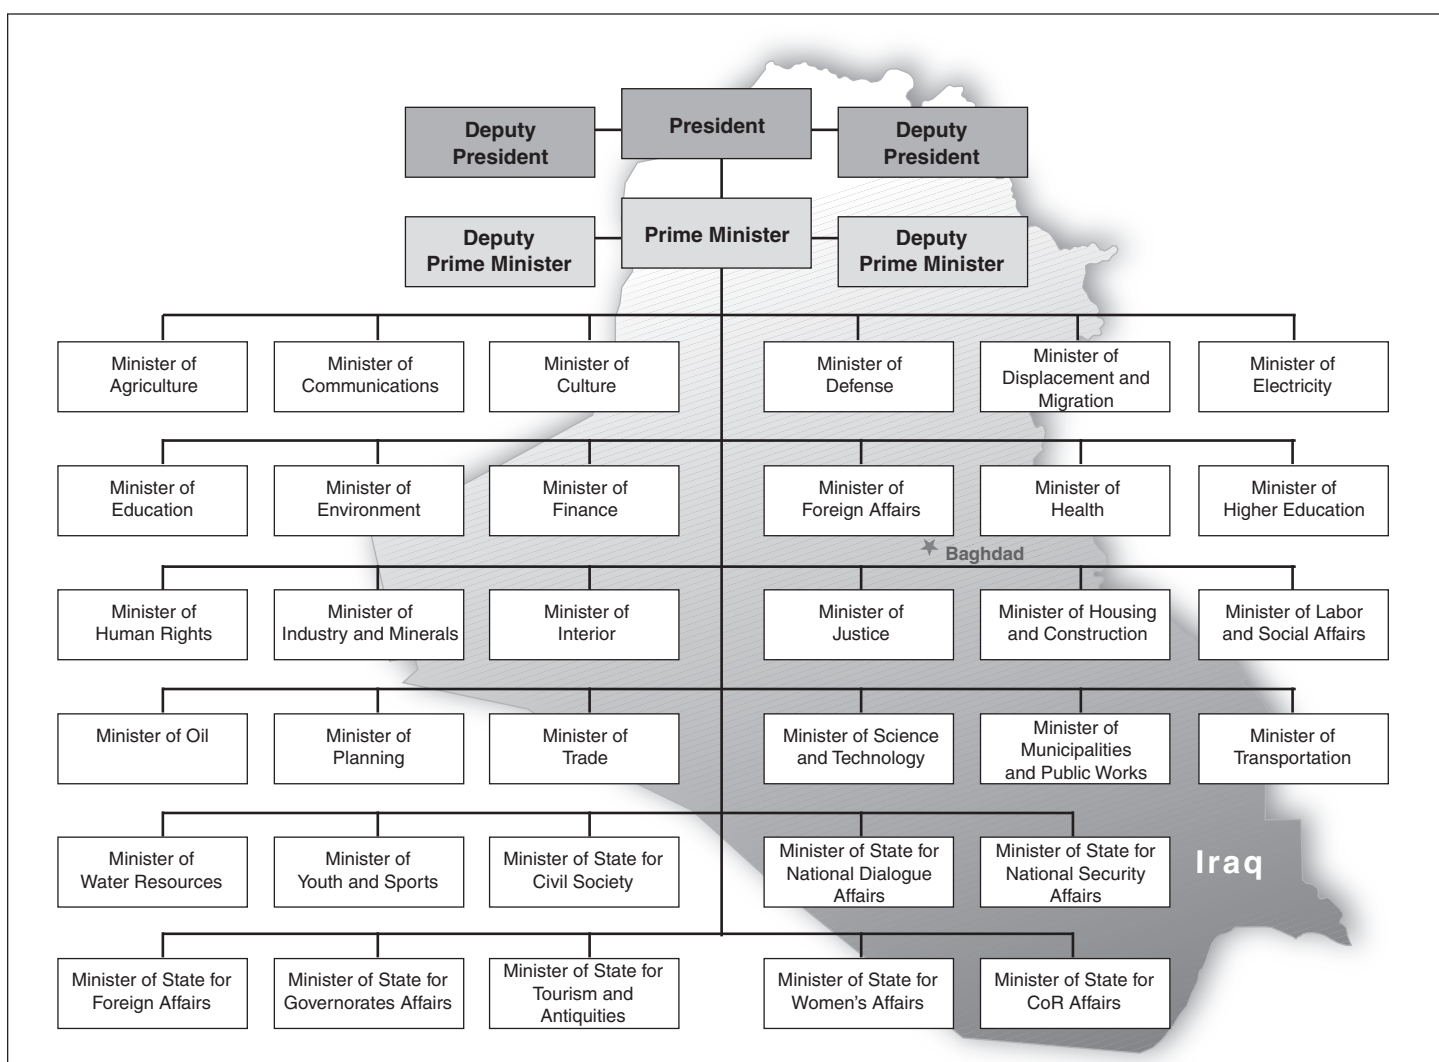 President
Deputy
President
Deputy
President
Prime Minister
Deputy
Prime Minister
Deputy
Prime Minister
Minister of
Agriculture
Minister of
Communications
Minister of
Culture
Minister of
Defense
Minister of
Displacement and
Migration
Minister of
Electricity
Minister of
Education
Minister of
Environment
Minister of
Finance
Minister of
Foreign Affairs
Minister of
Health
Minister of
Higher Education
Baghdad
Minister of
Human Rights
Minister of
Industry and Minerals
Minister of
Interior
Minister of
Justice
Minister of Housing
and Construction
Minister of Labor
and Social Affairs
Minister of Oil
Minister of
Planning
Minister of
Trade
Minister of Science
and Technology
Minister of
Municipalities
and Public Works
Minister of
Transportation
Minister of
Water Resources
Minister of
Youth and Sports
Minister of State for
Civil Society
Minister of State for
National Dialogue
Affairs
Minister of State for
National Security
Affairs
Iraq
Minister of State for
Foreign Affairs
Minister of State for
Governorates Affairs
Minister of State for
Tourism and
Antiquities
Minister of State for
Women's Affairs
Minister of State for
CoR Affairs